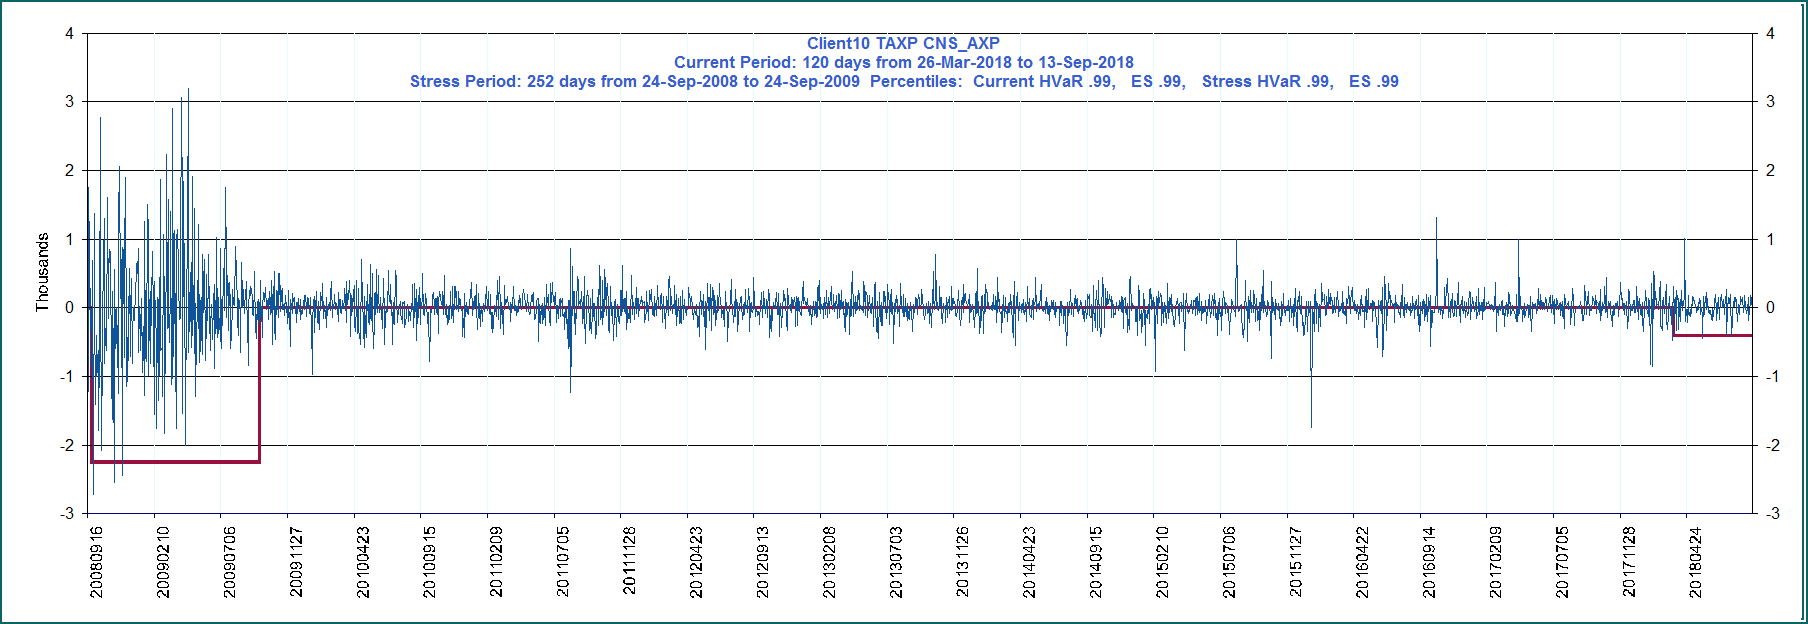 Client10 TAXP CNS_AXP
Current Period: 120 days from 26-Mar-2018 to 13-Sep-2018
Stress Period: 252 days from 24-Sep-2008 to 24-Sep-2009  Percentiles:  Current HVaR .99,   ES .99,   Stress HVaR .99,   ES .99
4 4
3 3
2 2
1 1
0 0
-1 -1
-2 -2
-3 -3
Thousands
20080916 20090210 20090706 20091127 20100423 20100915 20110209 20110705 20111128 20120423 20120913 20130208 20130703 20131126 20140423 20140915 20150210 20150706 20151127 20160422 20160914 20170209 20170705 20171128 20180424